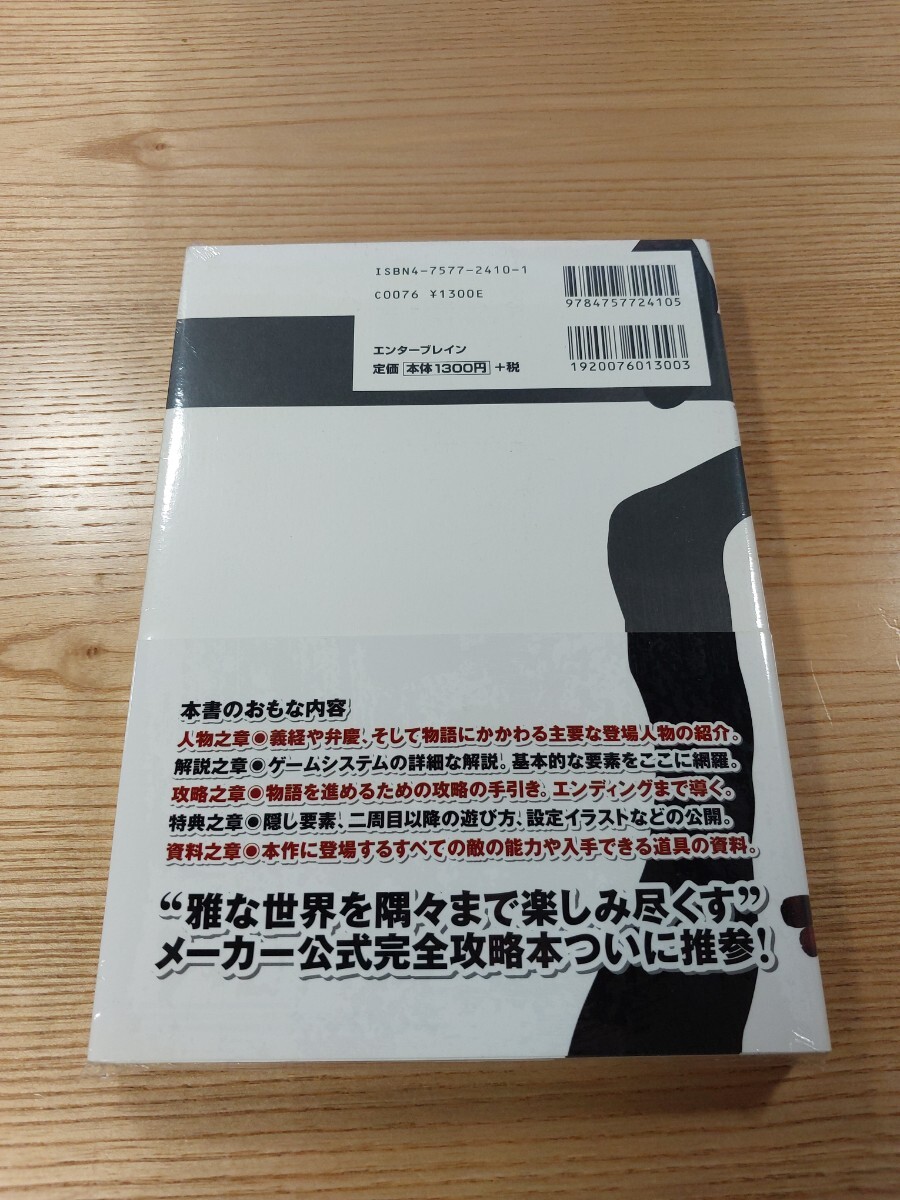 ISBN4-7577-2410-1
C0076 ¥1300E
9784757724105
エンターブレイン
定価 本体1300円 +税
1920076013003
本書のおもな内容
人物之章◉義経や弁慶、そして物語にかかわる主要な登場人物の紹介。
解説之章◉ゲームシステムの詳細な解説。基本的な要素をここに網羅。
攻略之章◉物語を進めるための攻略の手引き。エンディングまで導く。
特典之章◉隠し要素、二周目以降の遊び方、設定イラストなどの公開。
資料之章◉本作に登場するすべての敵の能力や入手できる道具の資料。
“雅な世界を隅々まで楽しみ尽くす”
メーカー公式完全攻略本ついに推参!